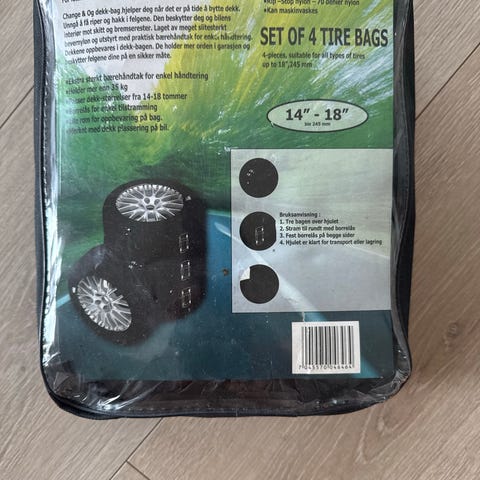 Change & Og dekk-bag hjelper deg når det er på tide å bytte dekk.
Unngå å få riper og hakk i felgene. Den beskytter deg og bilens
interiør mot skitt og bremserester. Laget av meget slitesterkt
nylon og utstyrt med praktisk bærehåndtak for enkel håndtering.
Dekkene oppbevares i dekk-bagen. De holder mer orden i garasjen og
beskytter felgene dine på en sikker måte.
•Ekstra sterkt bærehåndtak for enkel håndtering
•Holder mer enn 35 kg
•Passer dekk-størrelser fra 14-18 tommer
•Borrelås for enkel tilstramming
rom for oppbevaring på bag.
•Merket med dekk plassering på bil.
•Rip -Stop nylon - 70 denier nylon
•Kan maskinvaskes
SET OF 4 TIRE BAGS
4-pieces, suitable for all types of tires
up to 18",245 mm
14" - 18"
245 mm
Bruksanvisning :
1. Tre bagen over hjulet
2. Stram til rundt med borrelås
3. Fest borrelås på begge sider
4. Hjulet er klart for transport eller lagring
7 045570 046464